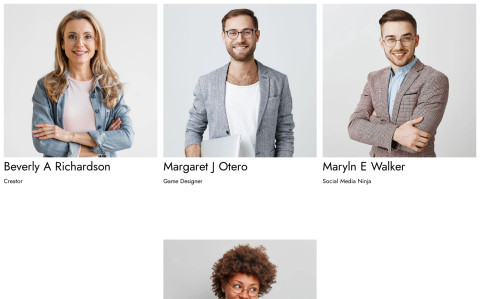 Beverly A Richardson
Creator
Margaret J Otero
Game Designer
Maryln E Walker
Social Media Ninja